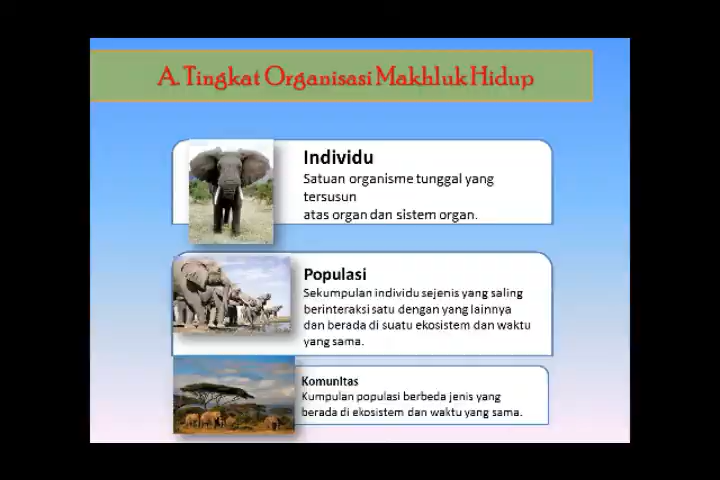 A. Tingkat Organisasi Makhluk Hidup
Individu
Satuan organisme tunggal yang
tersusun
atas organ dan sistem organ.
Populasi
Sekumpulan individu sejenis yang saling
berinteraksi satu dengan yang lainnya
dan berada di suatu ekosistem dan waktu
yang sama.
Komunitas
Kumpulan populasi berbeda jenis yang
berada di ekosistem dan waktu yang sama.